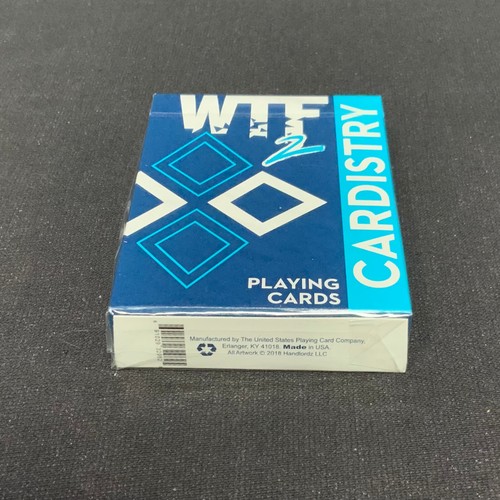 WTF
2
CARDISTRY
PLAYING
CARDS
Manufactured by The United States Playing Card Company,
Erlanger, KY 41018. Made in USA.
All Artwork © 2018 Handlordz LLC